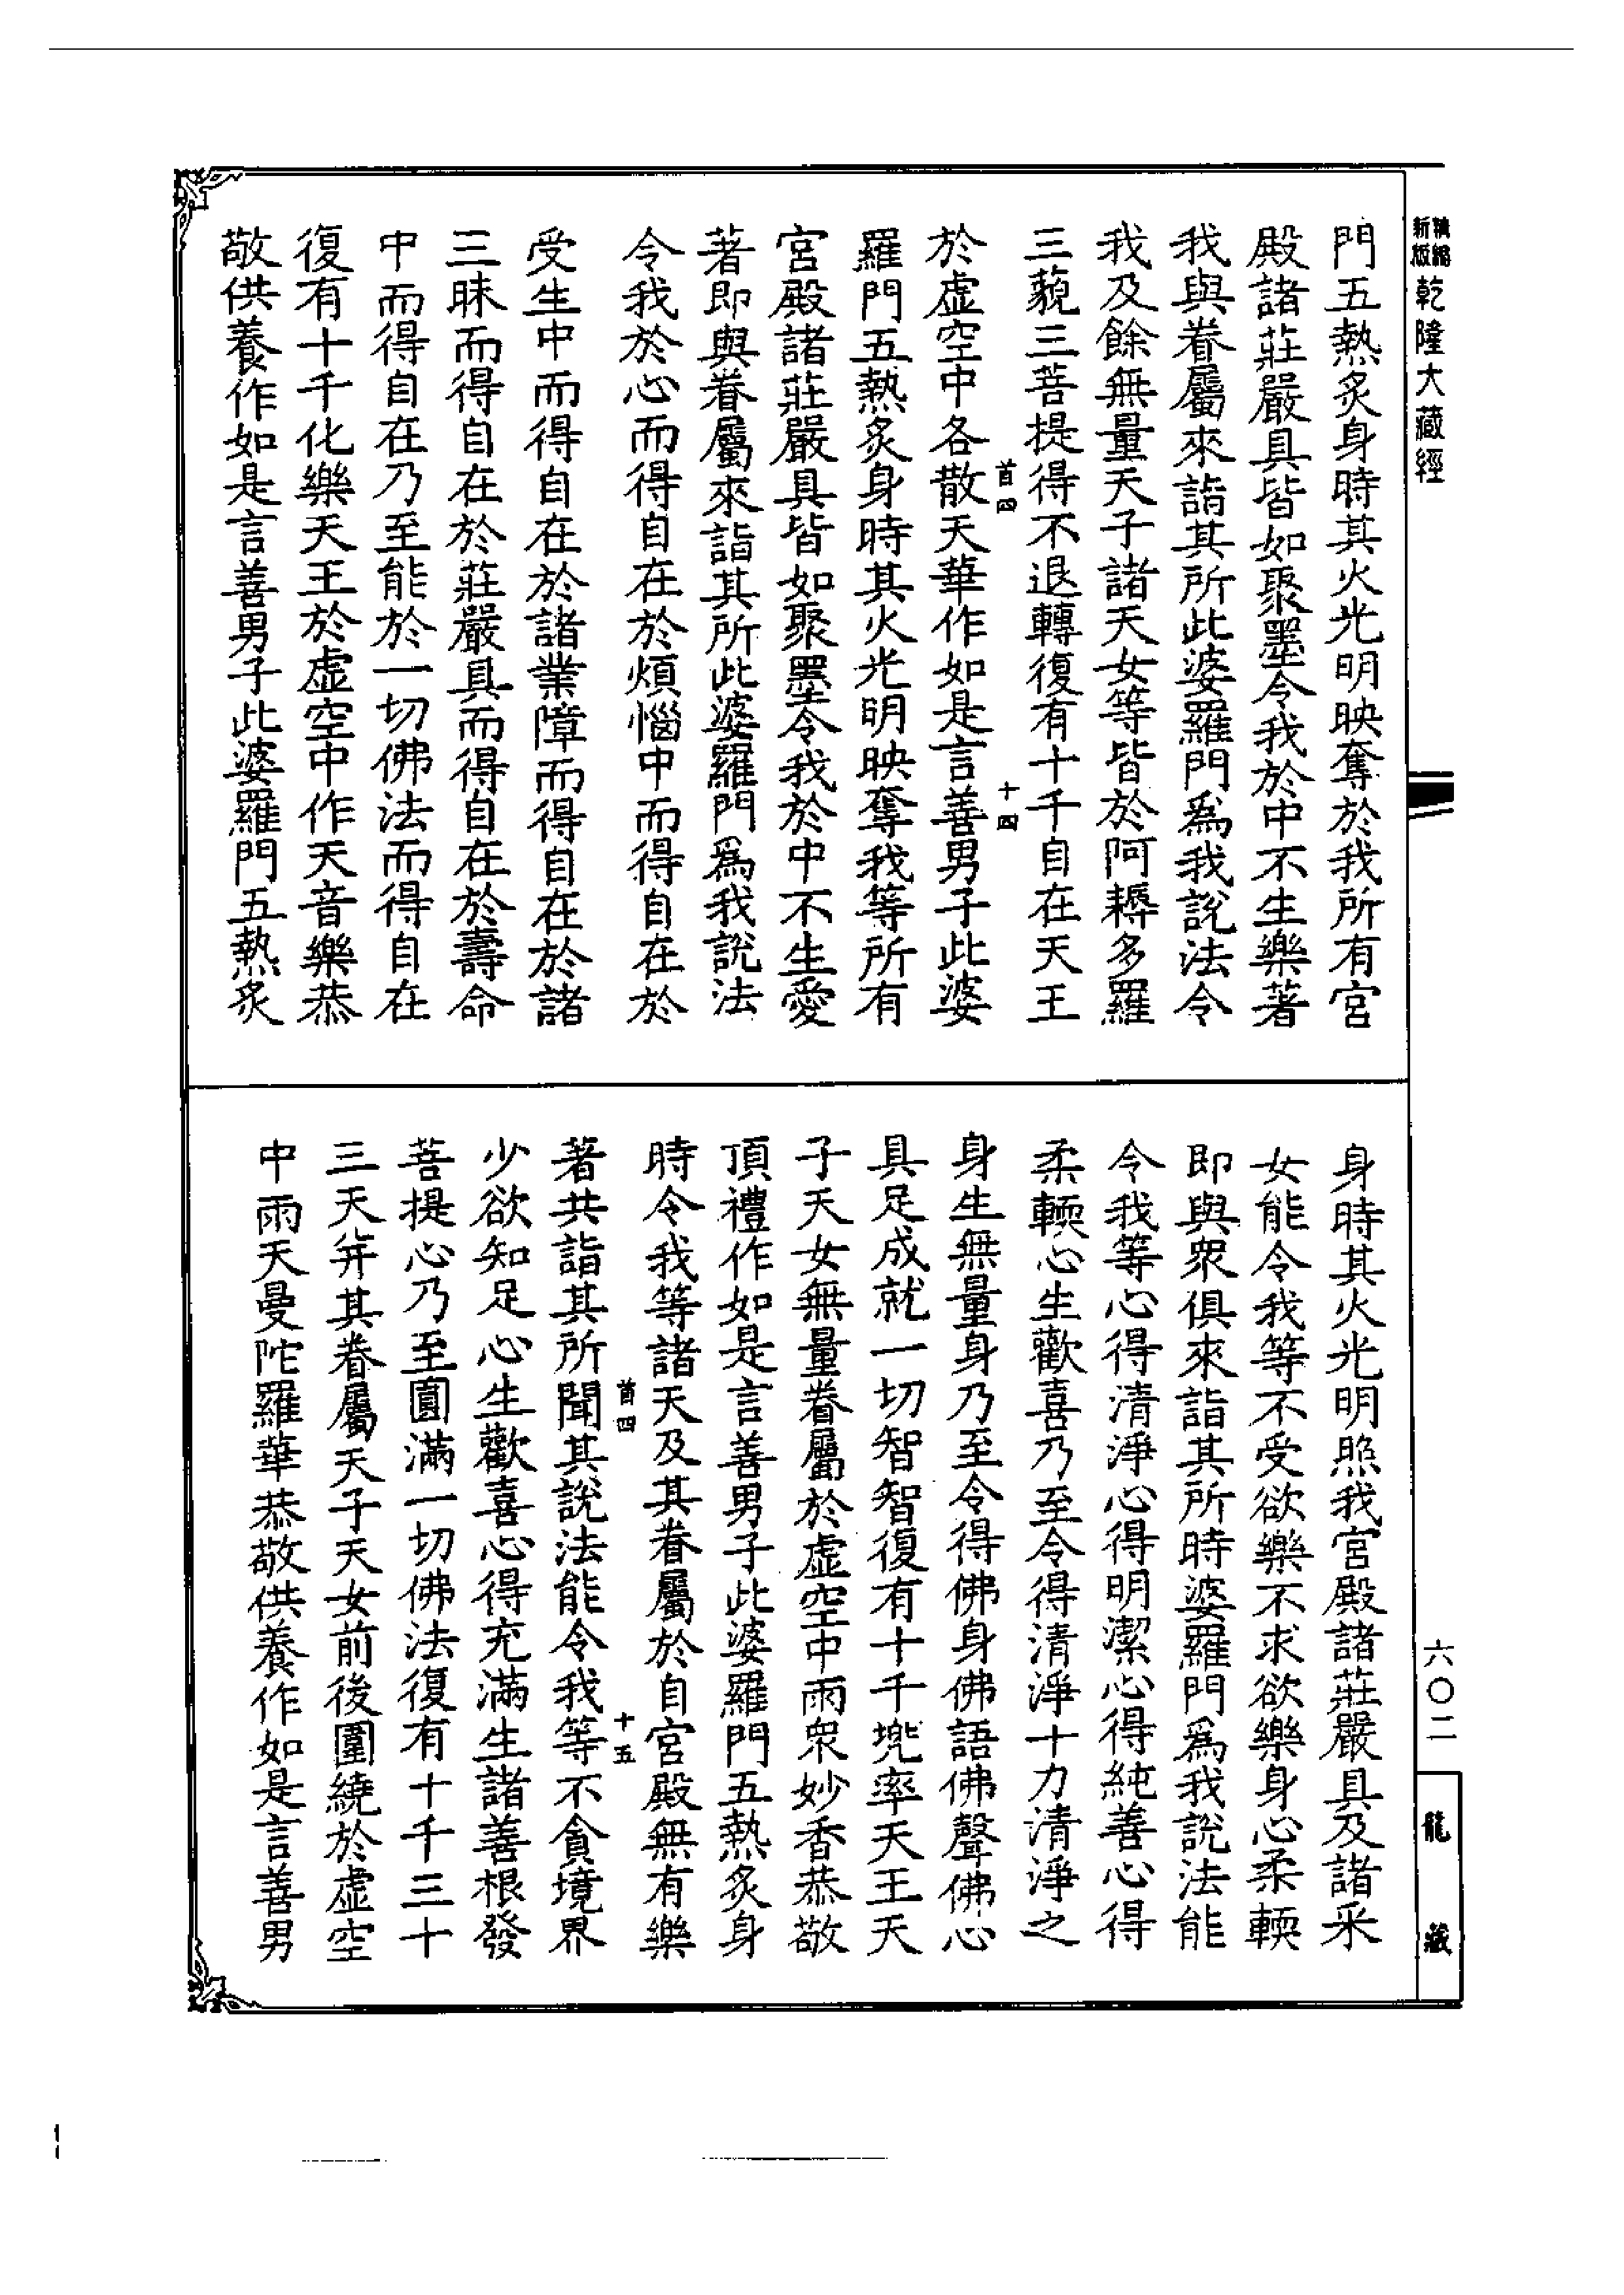 新版精縮乾隆大藏經
門五熱炙身時其火光明映奪於我所有宮
殿諸莊嚴具皆如聚墨令我於中不生樂著
我與眷屬來詣其所此婆羅門為我說法令
我及餘無量天子諸天女等皆於阿耨多羅
三藐三菩提得不退轉復有十千自在天王
首四 十四
於虛空中各散天華作如是言善男子此婆
羅門五熱炙身時其火光明映奪我等所有
宮殿諸莊嚴具皆如聚墨令我於中不生愛
著即與眷屬來詣其所此婆羅門為我說法
令我於心而得自在於煩惱中而得自在於
受生中而得自在於諸業障而得自在於諸
三昧而得自在於莊嚴具而得自在於壽命
中而得自在乃至能於一切佛法而得自在
復有十千化樂天王於虛空中作天音樂恭
敬供養作如是言善男子此婆羅門五熱炙
身時其火光明照我宮殿諸莊嚴具及諸采
女能令我等不受欲樂不求欲樂身心柔輭
即與眾俱來詣其所時婆羅門為我說法能
令我等心得清淨心得明潔心得純善心得
柔輭心生歡喜乃至令得清淨十力清淨之
身生無量身乃至令得佛身佛語佛聲佛心
具足成就一切智智復有十千兜率天王天
子天女無量眷屬於虛空中雨眾妙香恭敬
頂禮作如是言善男子此婆羅門五熱炙身
時令我等諸天及其眷屬於自宮殿無有樂
首四 十五
著共詣其所聞其說法能令我等不貪境界
少欲知足心生歡喜心得充滿生諸善根發
菩提心乃至圓滿一切佛法復有十千三十
三天并其眷屬天子天女前後圍繞於虛空
中雨天曼陀羅華恭敬供養作如是言善男
六〇二
龍藏